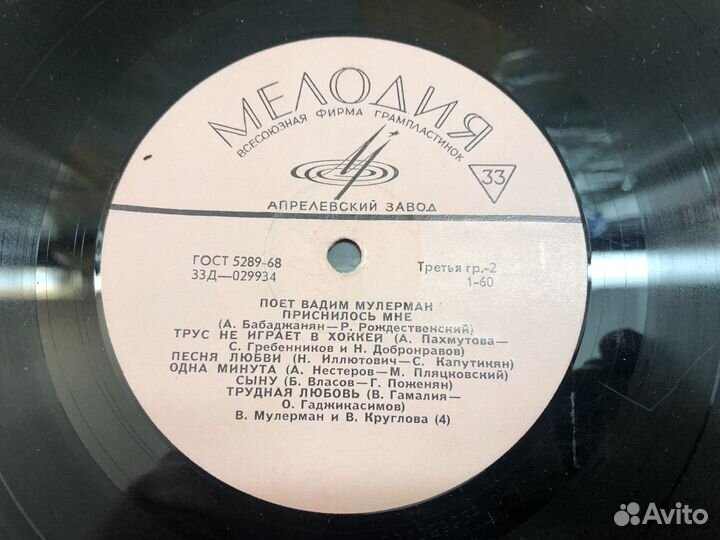 МЕЛОДИЯ
ВСЕСОЮЗНАЯ ФИРМА ГРАМПЛАСТИНОК
33
АПРЕЛЕВСКИЙ ЗАВОД
ГОСТ 5289-68
33Д—029934
Третья гр.-2
1-60
ПОЕТ ВАДИМ МУЛЕРМАН
ПРИСНИЛОСЬ МНЕ
(А. Бабаджанян—Р. Рождественский)
ТРУС НЕ ИГРАЕТ В ХОККЕЙ (А. Пахмутова—
С. Гребенников и Н. Добронравов)
ПЕСНЯ ЛЮБВИ (Н. Иллютович—С. Капутикян)
ОДНА МИНУТА (А. Нестеров—М. Пляцковский)
СЫНУ (Б. Власов—Г. Поженян)
ТРУДНАЯ ЛЮБОВЬ (В. Гамалия—
О. Гаджикасимов)
В. Мулерман и В. Круглова (4)
Avito